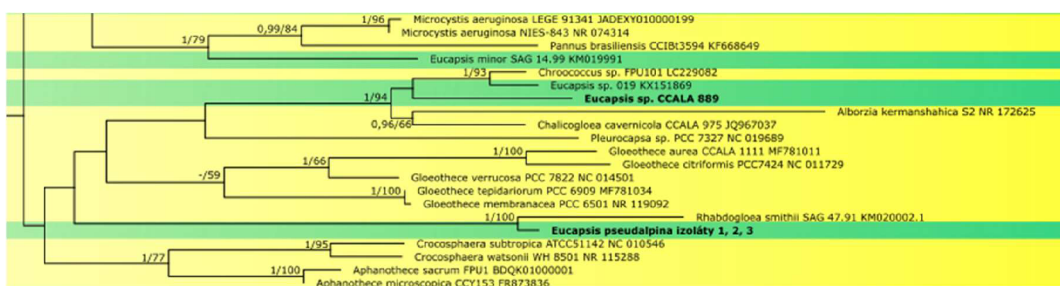 1/96 Microcystis aeruginosa LEGE 91341 JADEXY010000199
0,99/84 Microcystis aeruginosa NIES-843 NR 074314
1/79 Pannus brasiliensis CCIBt3594 KF668649
Eucapsis minor SAG 14.99 KM019991
1/93 Chroococcus sp. FPU101 LC229082
Eucapsis sp. 019 KX151869
1/94 Eucapsis sp. CCALA 889
Alborzia kermanshahica S2 NR 172625
0,96/66 Chalicogloea cavernicola CCALA 975 JQ967037
Pleurocapsa sp. PCC 7327 NC 019689
1/100 Gloeothece aurea CCALA 1111 MF781011
1/66 Gloeothece citriformis PCC7424 NC 011729
-/59 Gloeothece verrucosa PCC 7822 NC 014501
1/100 Gloeothece tepidariorum PCC 6909 MF781034
Gloeothece membranacea PCC 6501 NR 119092
1/100 Rhabdogloea smithii SAG 47.91 KM020002.1
Eucapsis pseudalpina izoláty 1, 2, 3
1/95 Crocosphaera subtropica ATCC51142 NC 010546
1/77 Crocosphaera watsonii WH 8501 NR 115288
1/100 Aphanothece sacrum FPU1 BDQK01000001
Aphanothece microscopica CCY153 FR873836